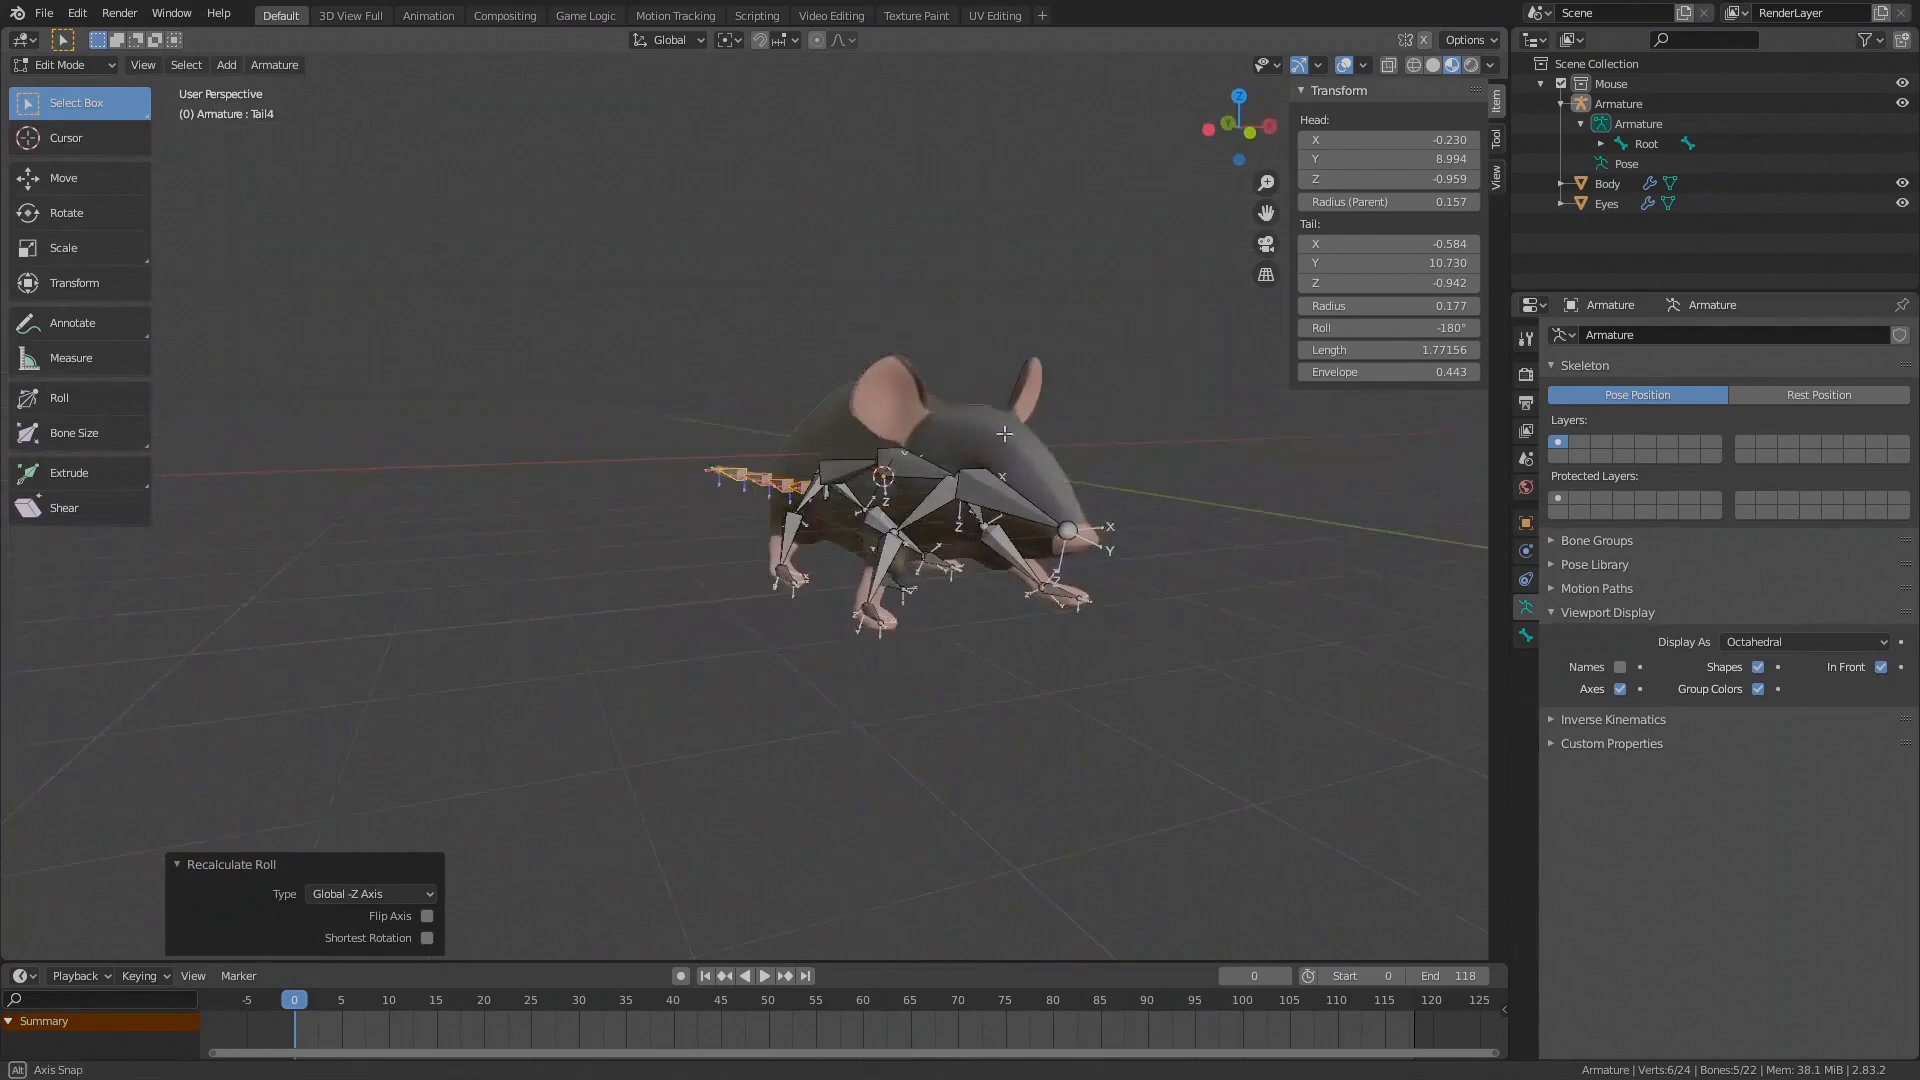 File Edit Render Window Help Default 3D View Full Animation Compositing Game Logic Motion Tracking Scripting Video Editing Texture Paint UV Editing + Scene RenderLayer
Global Options
Edit Mode View Select Add Armature
Select Box
Cursor
Move
Rotate
Scale
Transform
Annotate
Measure
Roll
Bone Size
Extrude
Shear
User Perspective
(0) Armature : Tail4
Transform
Head:
X -0.230
Y 8.994
Z -0.959
Radius (Parent) 0.157
Tail:
X -0.584
Y 10.730
Z -0.942
Radius 0.177
Roll -180°
Length 1.77156
Envelope 0.443
Item
Tool
View
Scene Collection
Mouse
Armature
Armature
Root
Pose
Body
Eyes
Armature Armature
Armature
Skeleton
Pose Position Rest Position
Layers:
Protected Layers:
Bone Groups
Pose Library
Motion Paths
Viewport Display
Display As Octahedral
Names Shapes In Front
Axes Group Colors
Inverse Kinematics
Custom Properties
Recalculate Roll
Type Global -Z Axis
Flip Axis
Shortest Rotation
Playback Keying View Marker 0 Start 0 End 118
-5 0 5 10 15 20 25 30 35 40 45 50 55 60 65 70 75 80 85 90 95 100 105 110 115 120 125
Summary
Alt Axis Snap Armature | Verts:6/24 | Bones:5/22 | Mem: 38.1 MiB | 2.83.2